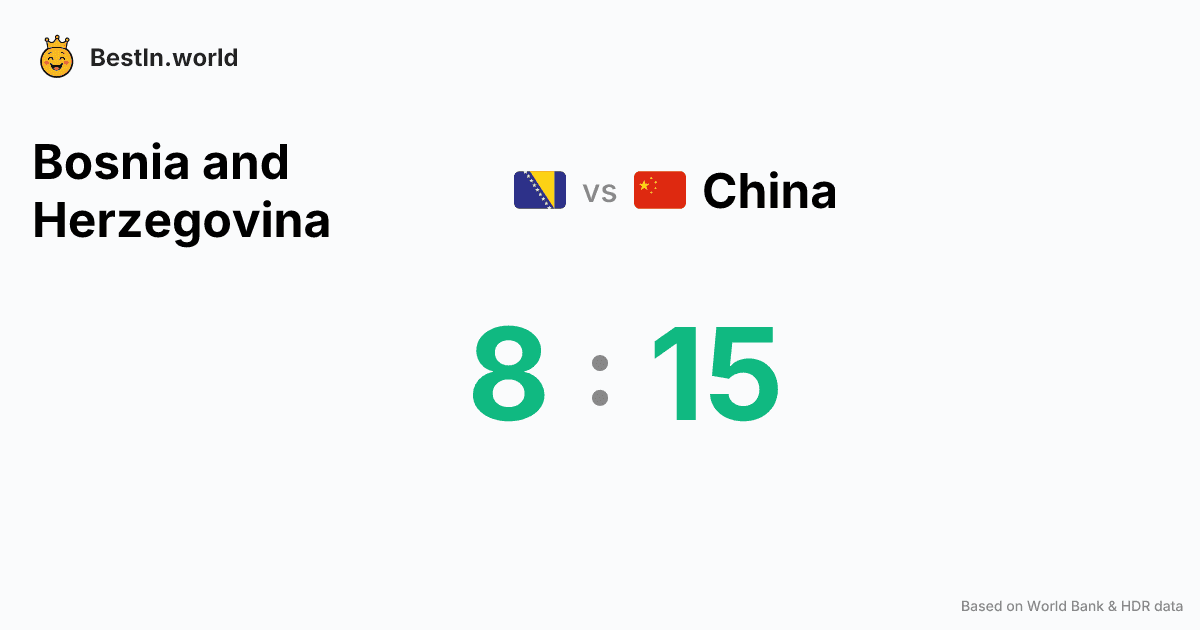 BestIn.world
Bosnia and
Herzegovina
vs
China
8 : 15
Based on World Bank & HDR data